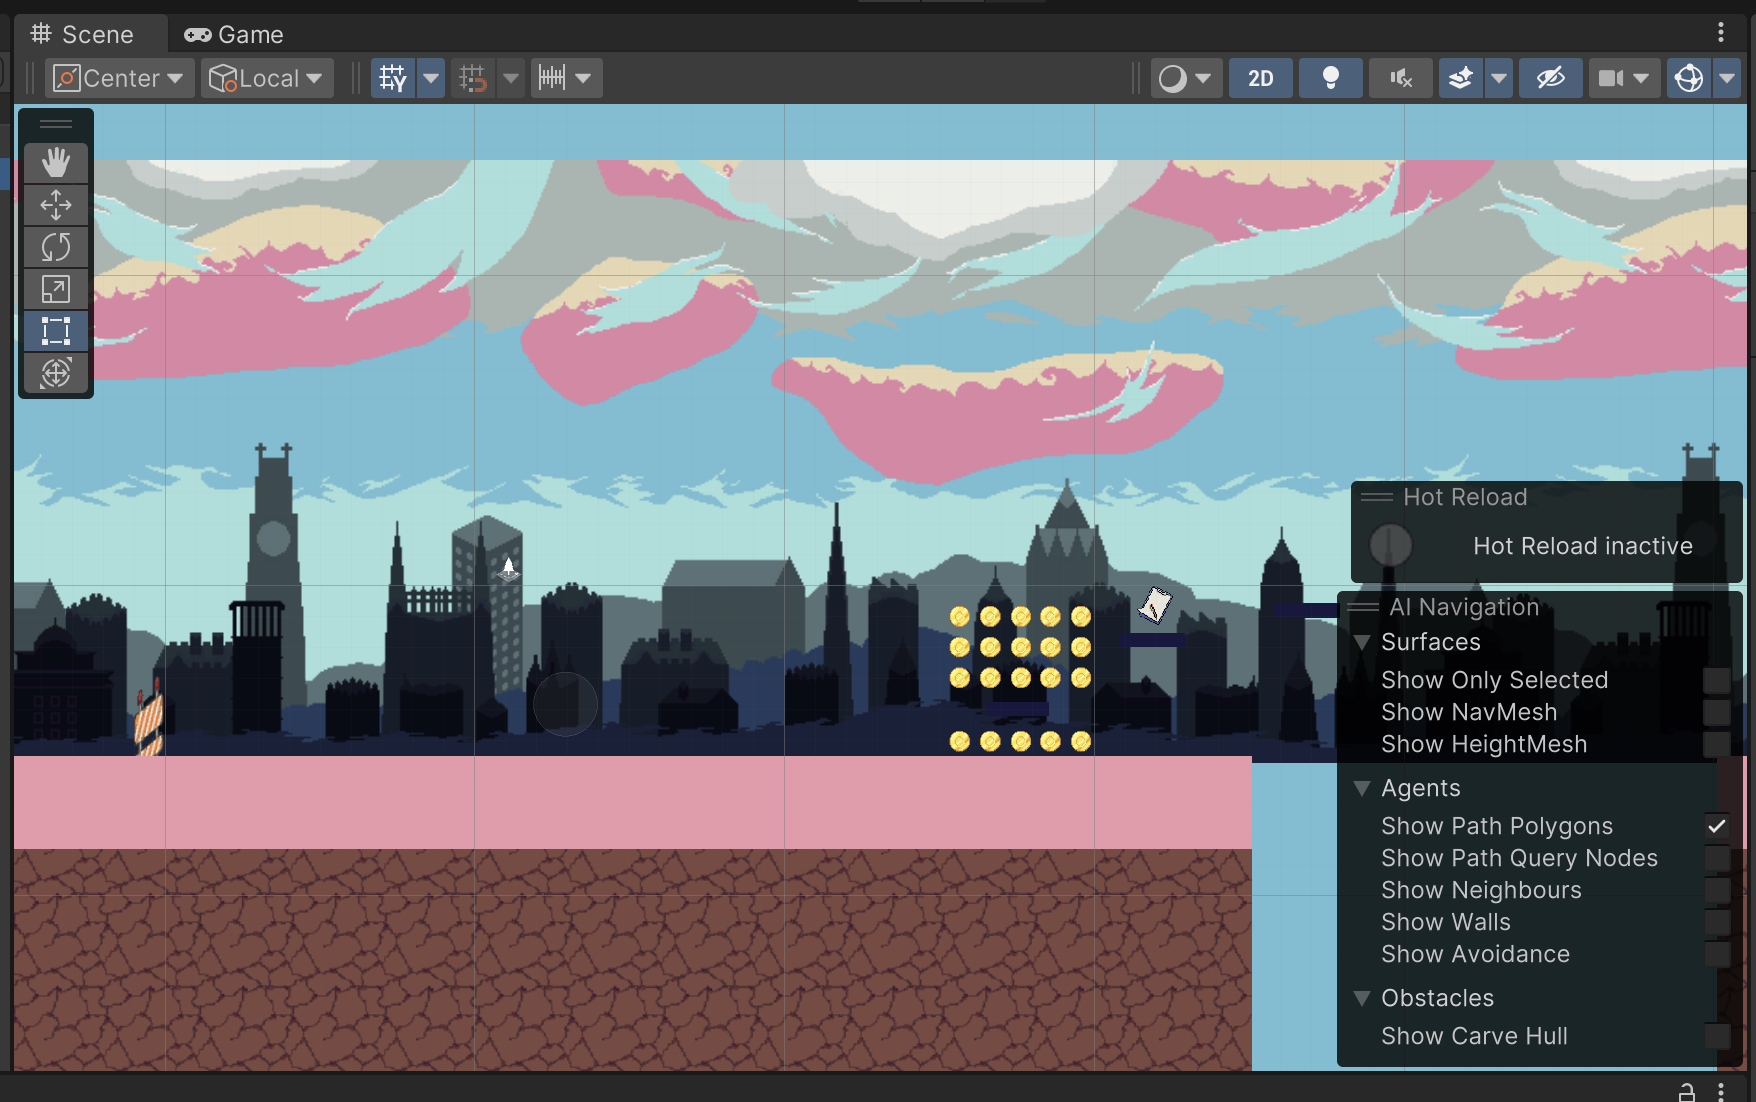 Scene
Game
Center
Local
2D
Hot Reload
Hot Reload inactive
AI Navigation
Surfaces
Show Only Selected
Show NavMesh
Show HeightMesh
Agents
Show Path Polygons
Show Path Query Nodes
Show Neighbours
Show Walls
Show Avoidance
Obstacles
Show Carve Hull